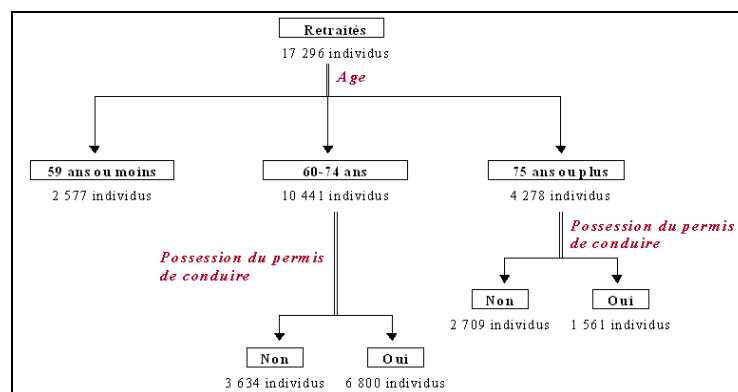 Retraités
17 296 individus
Age
59 ans ou moins
2 577 individus
60-74 ans
10 441 individus
75 ans ou plus
4 278 individus
Possession du permis
de conduire
Non
3 634 individus
Oui
6 800 individus
Possession du permis
de conduire
Non
2 709 individus
Oui
1 561 individus